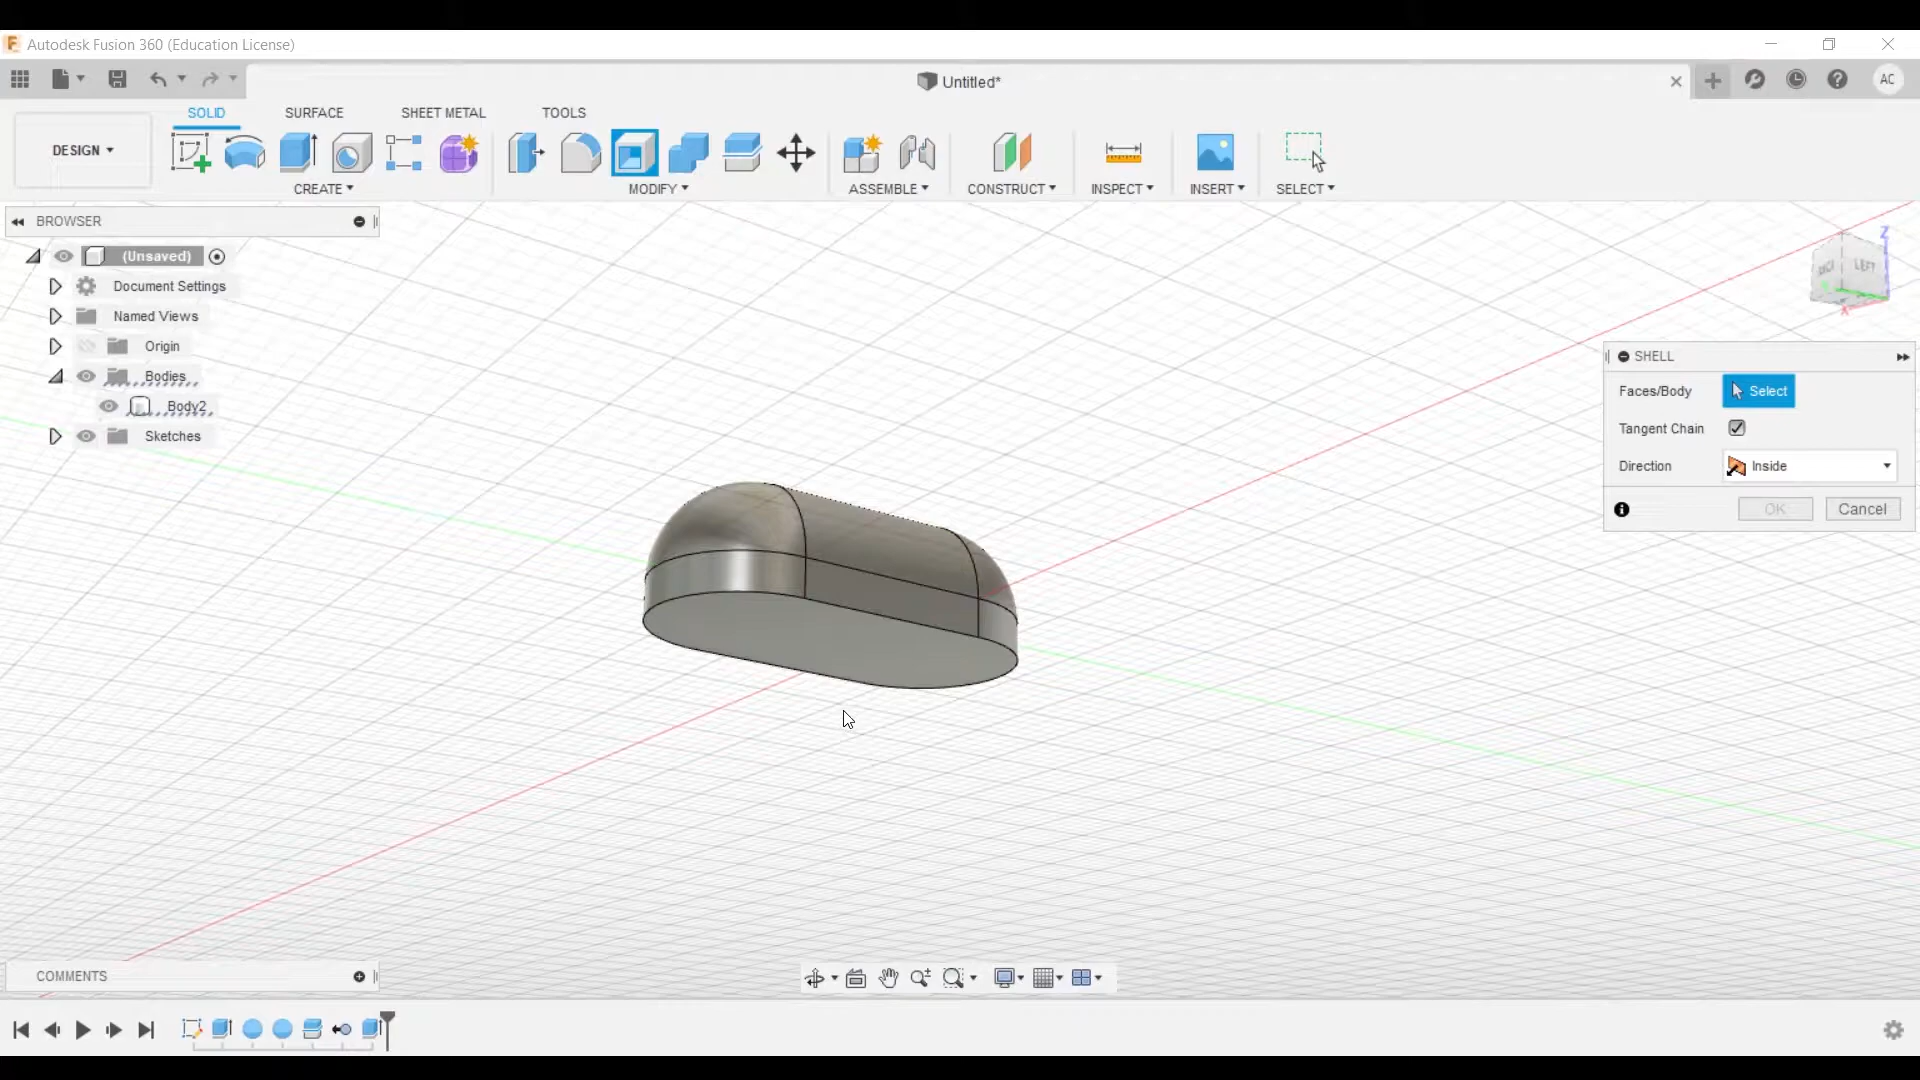 Autodesk Fusion 360 (Education License)
Untitled*
AC
SOLID SURFACE SHEET METAL TOOLS
DESIGN
CREATE MODIFY ASSEMBLE CONSTRUCT INSPECT INSERT SELECT
BROWSER
(Unsaved)
Document Settings
Named Views
Origin
Bodies
Body2
Sketches
Z
LEFT
X
SHELL
Faces/Body Select
Tangent Chain
Direction Inside
OK Cancel
COMMENTS